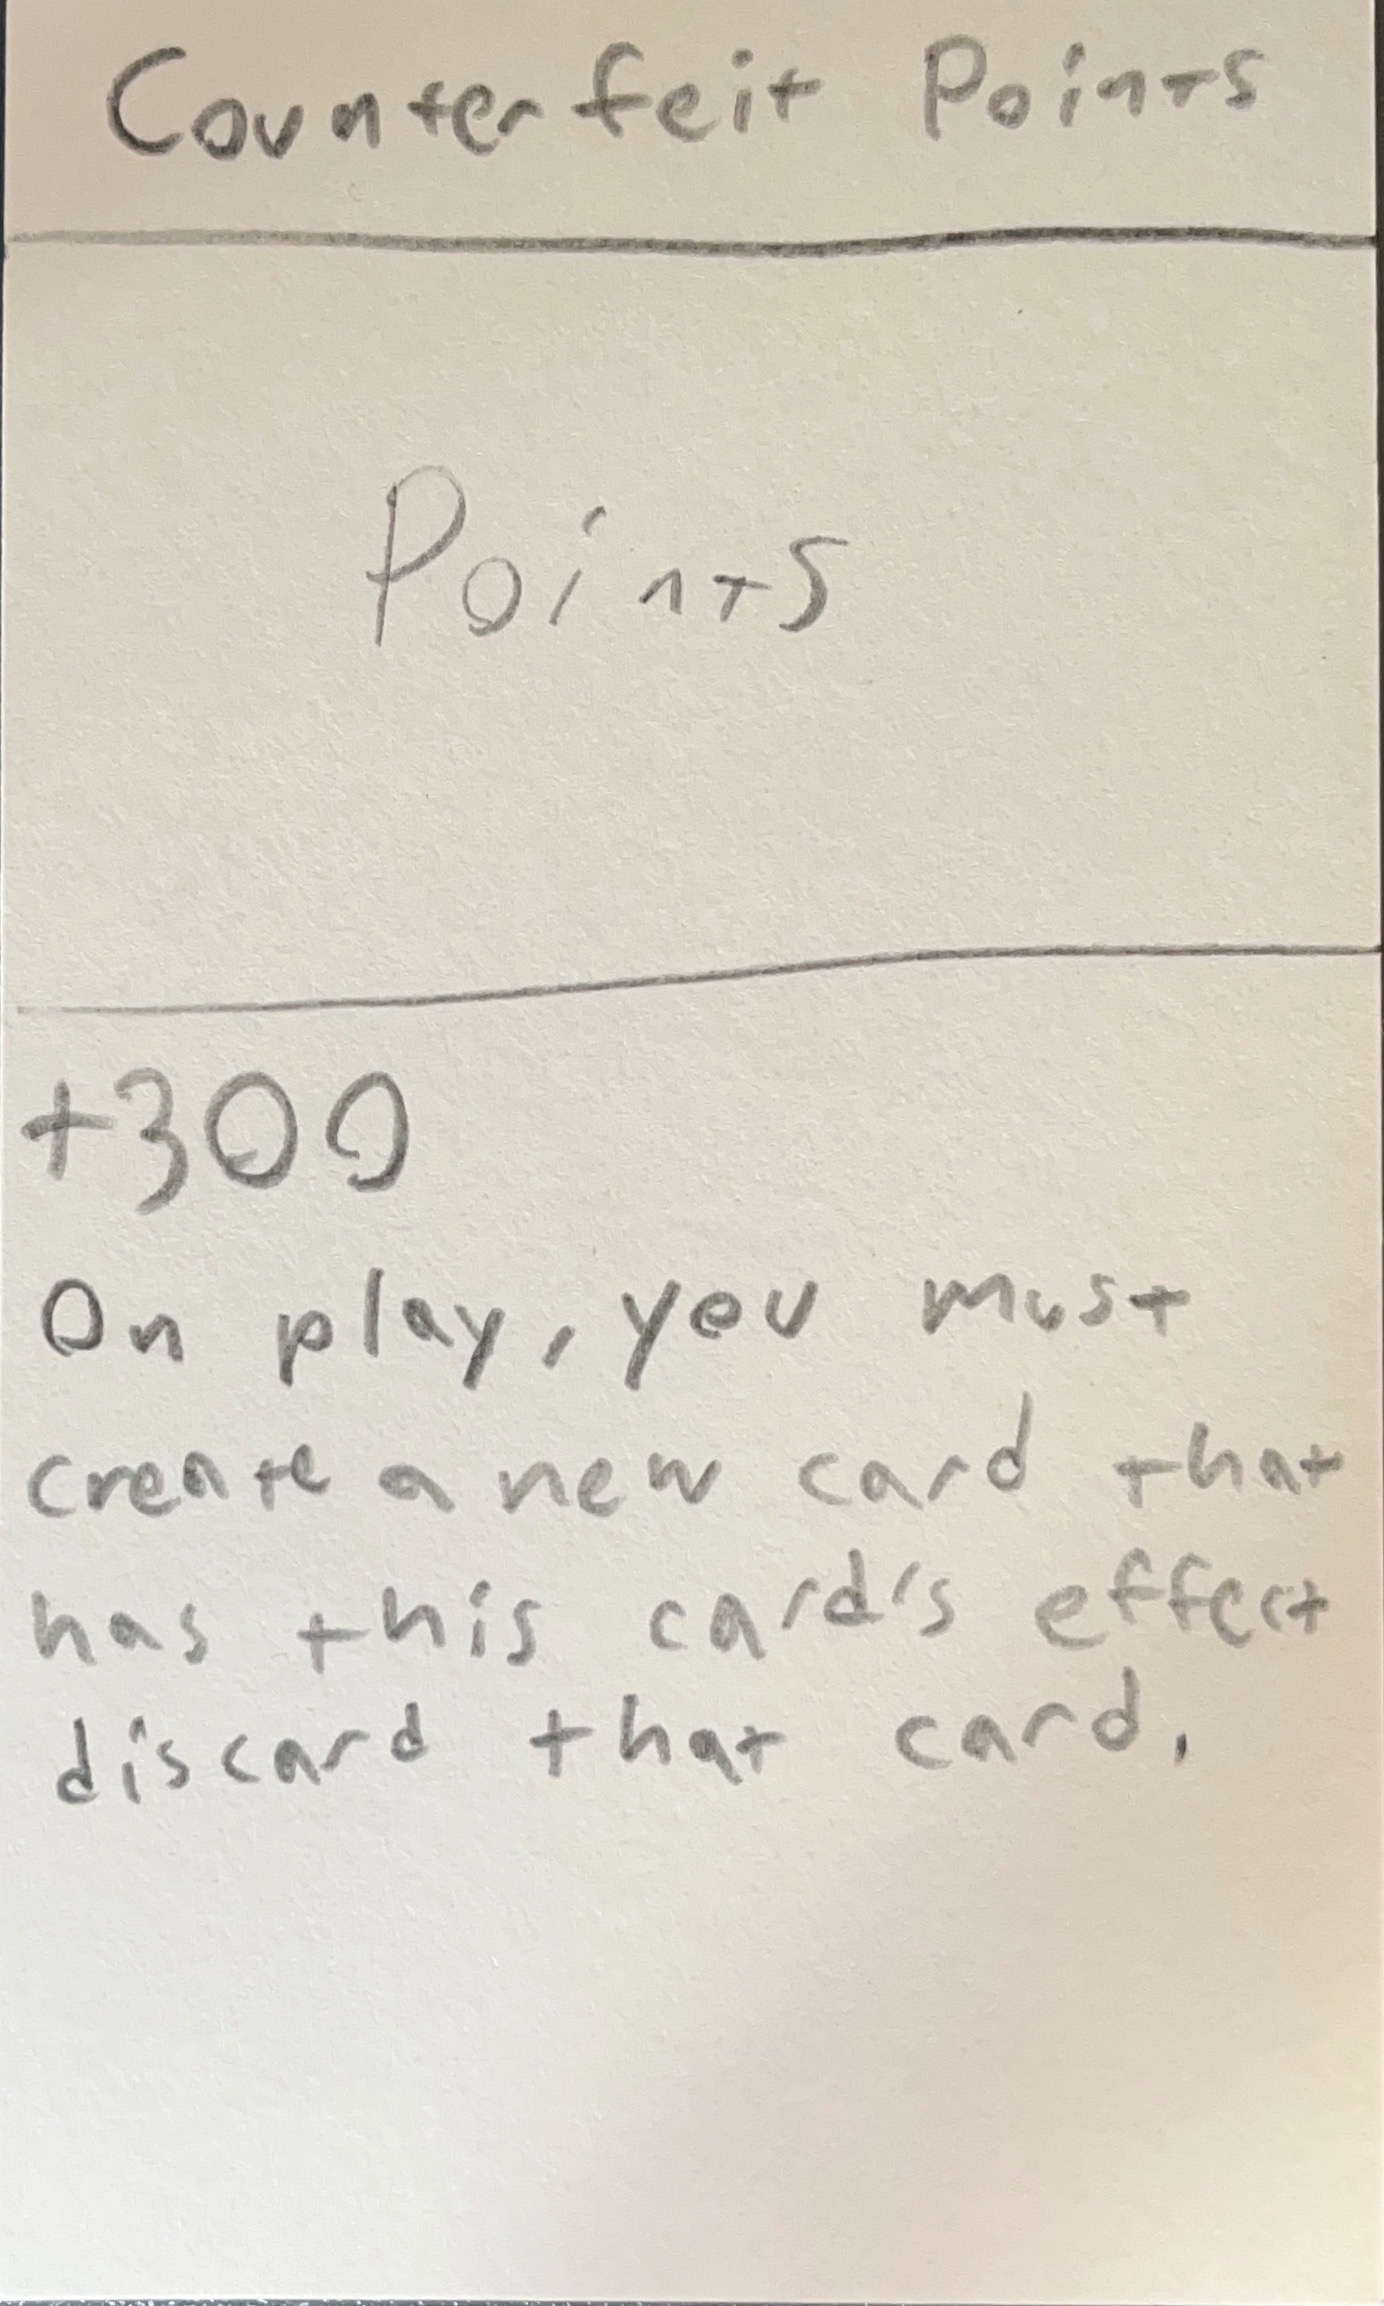 Counterfeit Points
Points
+300
On play, you must
create a new card that
has this card's effect
discard that card.